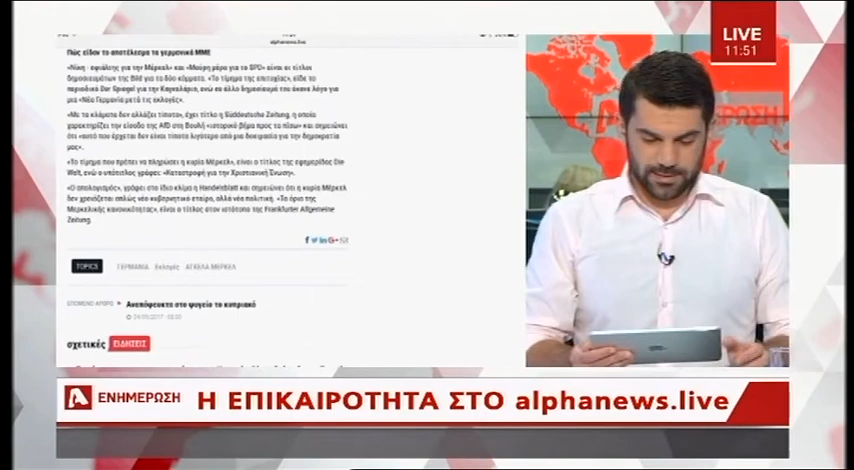 LIVE
11:51
alphanews.live
Πώς είδαν το αποτέλεσμα τα γερμανικά ΜΜΕ
«Νίκη - εφιάλτης για την Μέρκελ» και «Μαύρη μέρα για το SPD» είναι οι τίτλοι
δημοσιευμάτων της Bild για τα δύο κόμματα. «Το τίμημα της επιτυχίας», είδε το
περιοδικό Der Spiegel για την Καγκελάριο, ενώ σε άλλο δημοσίευμά του έκανε λόγο για
μια «Νέα Γερμανία μετά τις εκλογές».
«Με τα κλάματα δεν αλλάζει τίποτα», έχει τίτλο η Süddeutsche Zeitung, η οποία
χαρακτηρίζει την είσοδο της AfD στη Βουλή «ιστορικό βήμα προς τα πίσω» και σημειώνει
ότι «αυτό που έρχεται δεν είναι τίποτα λιγότερο από μια δοκιμασία για την δημοκρατία
μας».
«Το τίμημα που πρέπει να πληρώσει η κυρία Μέρκελ», είναι ο τίτλος της εφημερίδας Die
Welt, ενώ ο υπότιτλος γράφει: «Καταστροφή για την Χριστιανική Ένωση».
«Ο απολογισμός», γράφει στο ίδιο κλίμα η Handelsblatt και σημειώνει ότι η κυρία Μέρκελ
δεν χρειάζεται απλώς νέο κυβερνητικό εταίρο, αλλά νέα πολιτική. «Το όριο της
Μερκελικής κανονικότητας», είναι ο τίτλος στον ιστότοπο της Frankfurter Allgemeine
Zeitung.
TOPICS ΓΕΡΜΑΝΙΑ Εκλογές ΑΓΚΕΛΑ ΜΕΡΚΕΛ
ΕΠΟΜΕΝΟ ΑΡΘΡΟ Αναπόφευκτα στο ψυγείο το κυπριακό
σχετικές ΕΙΔΗΣΕΙΣ
ΕΝΗΜΕΡΩΣΗ Η ΕΠΙΚΑΙΡΟΤΗΤΑ ΣΤΟ alphanews.live